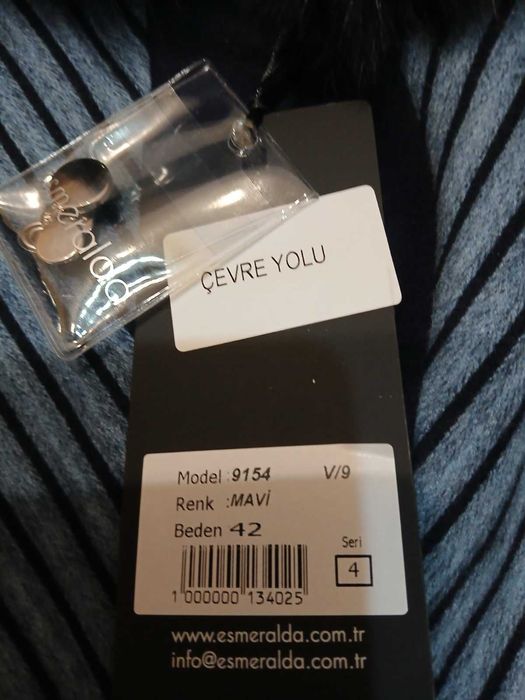 esmeralda
ÇEVRE YOLU
Model :9154 V/9
Renk :MAVİ
Beden 42
Seri
4
1 000000 134025
www.esmeralda.com.tr
info@esmeralda.com.tr